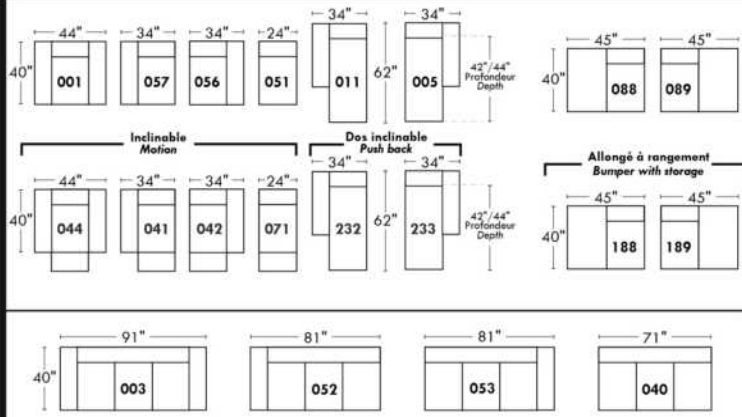 44" 34" 34" 24" 34" 34" 45" 45"
40" 001 057 056 051 011 62" 005 42"/44" Profondeur Depth 40" 088 089
Inclinable
Motion
Dos inclinable
Push back
Allongé à rangement
Bumper with storage
44" 34" 34" 24" 34" 34" 45" 45"
40" 044 041 042 071 232 62" 233 42"/44" Profondeur Depth 40" 188 189
91" 81" 81" 71"
40" 003 052 053 040